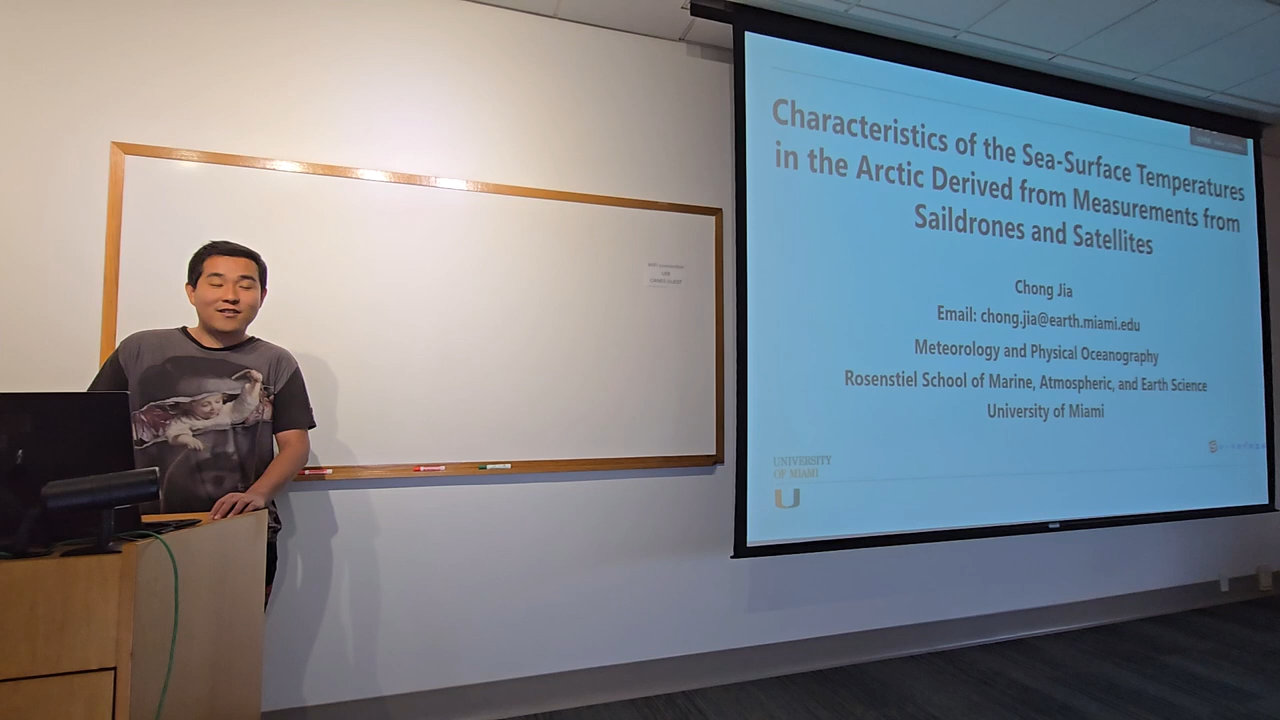 Characteristics of the Sea-Surface Temperatures
in the Arctic Derived from Measurements from
Saildrones and Satellites
Chong Jia
Email: chong.jia@earth.miami.edu
Meteorology and Physical Oceanography
Rosenstiel School of Marine, Atmospheric, and Earth Science
University of Miami
UNIVERSITY
OF MIAMI
U